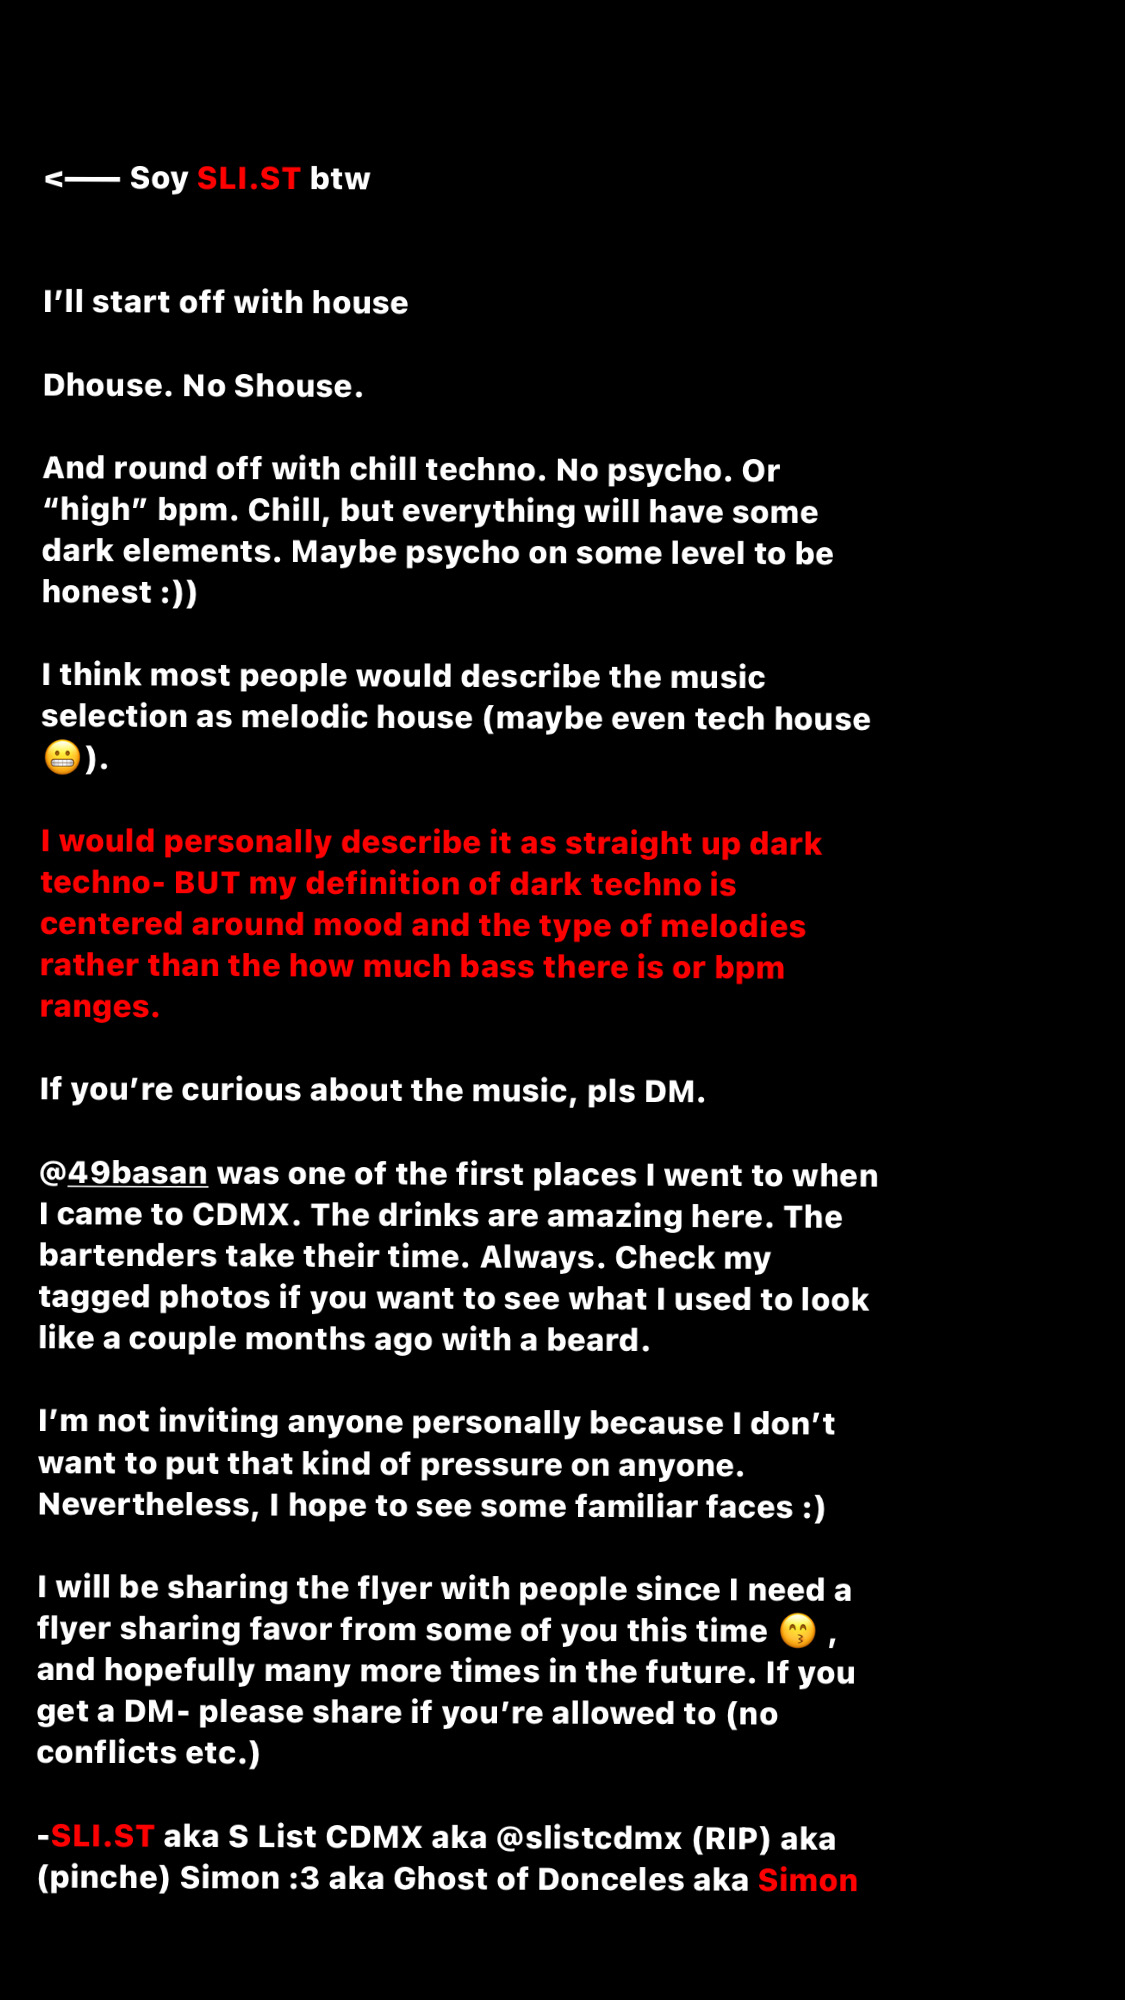 <—— Soy SLI.ST btw
I’ll start off with house
Dhouse. No Shouse.
And round off with chill techno. No psycho. Or
“high” bpm. Chill, but everything will have some
dark elements. Maybe psycho on some level to be
honest :))
I think most people would describe the music
selection as melodic house (maybe even tech house
😬).
I would personally describe it as straight up dark
techno- BUT my definition of dark techno is
centered around mood and the type of melodies
rather than the how much bass there is or bpm
ranges.
If you’re curious about the music, pls DM.
@49basan was one of the first places I went to when
I came to CDMX. The drinks are amazing here. The
bartenders take their time. Always. Check my
tagged photos if you want to see what I used to look
like a couple months ago with a beard.
I’m not inviting anyone personally because I don’t
want to put that kind of pressure on anyone.
Nevertheless, I hope to see some familiar faces :)
I will be sharing the flyer with people since I need a
flyer sharing favor from some of you this time 😙 ,
and hopefully many more times in the future. If you
get a DM- please share if you’re allowed to (no
conflicts etc.)
-SLI.ST aka S List CDMX aka @slistcdmx (RIP) aka
(pinche) Simon :3 aka Ghost of Donceles aka Simon